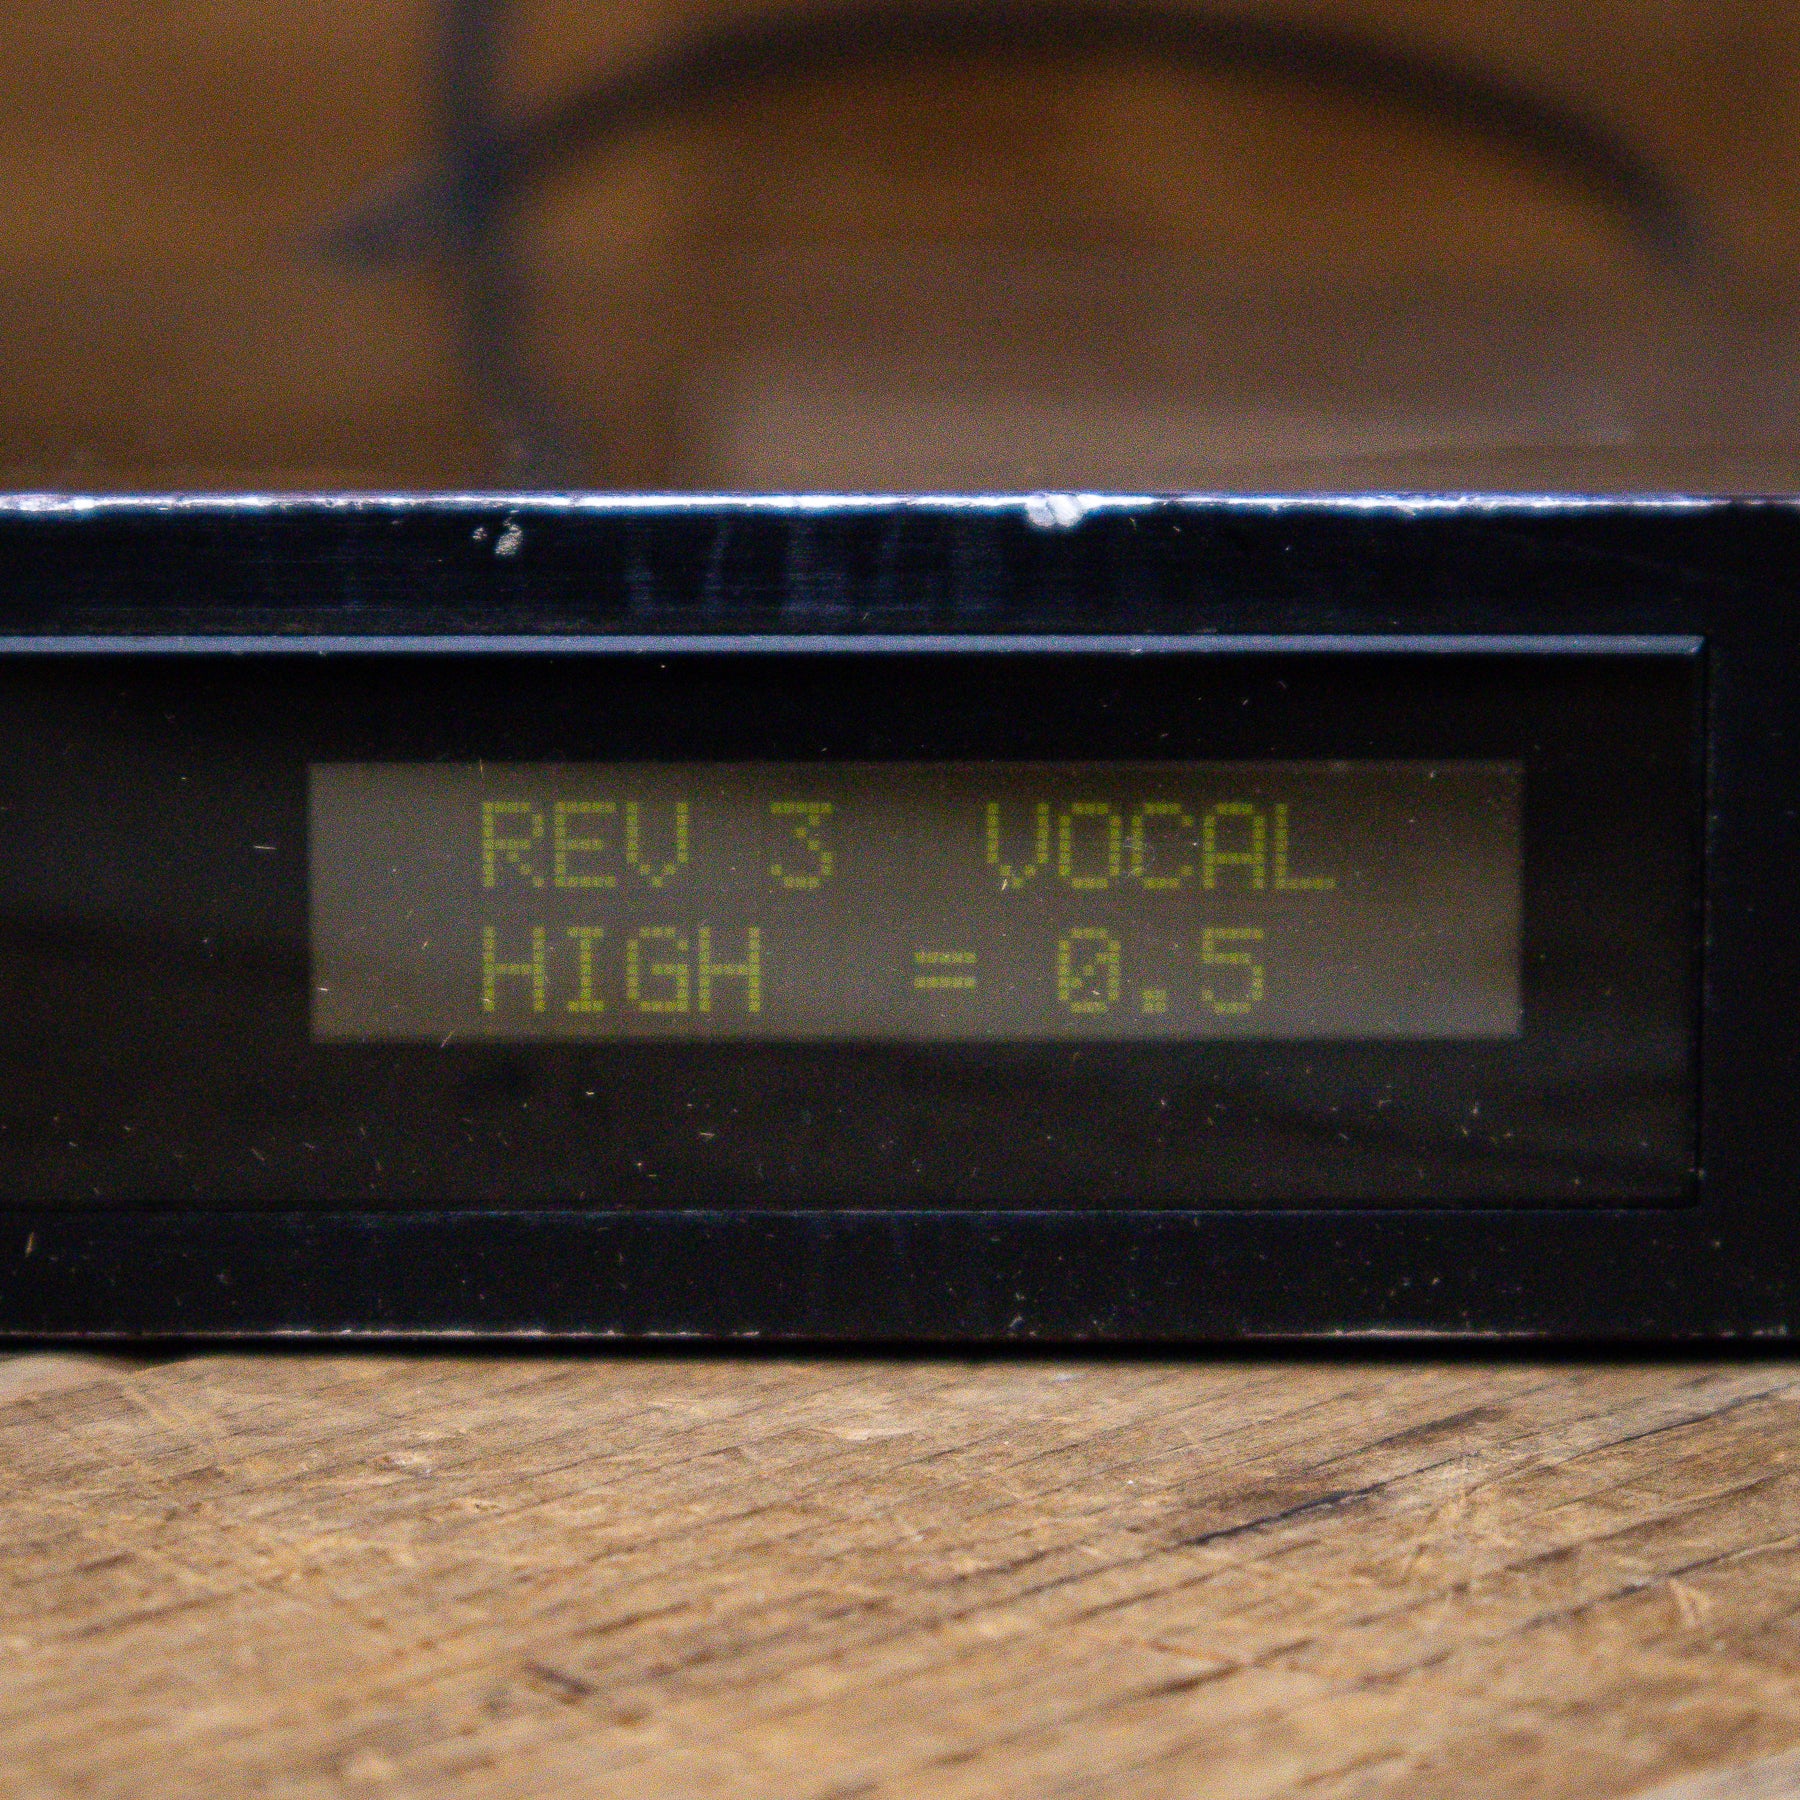 REV 3  VOCAL
HIGH  = 0.5